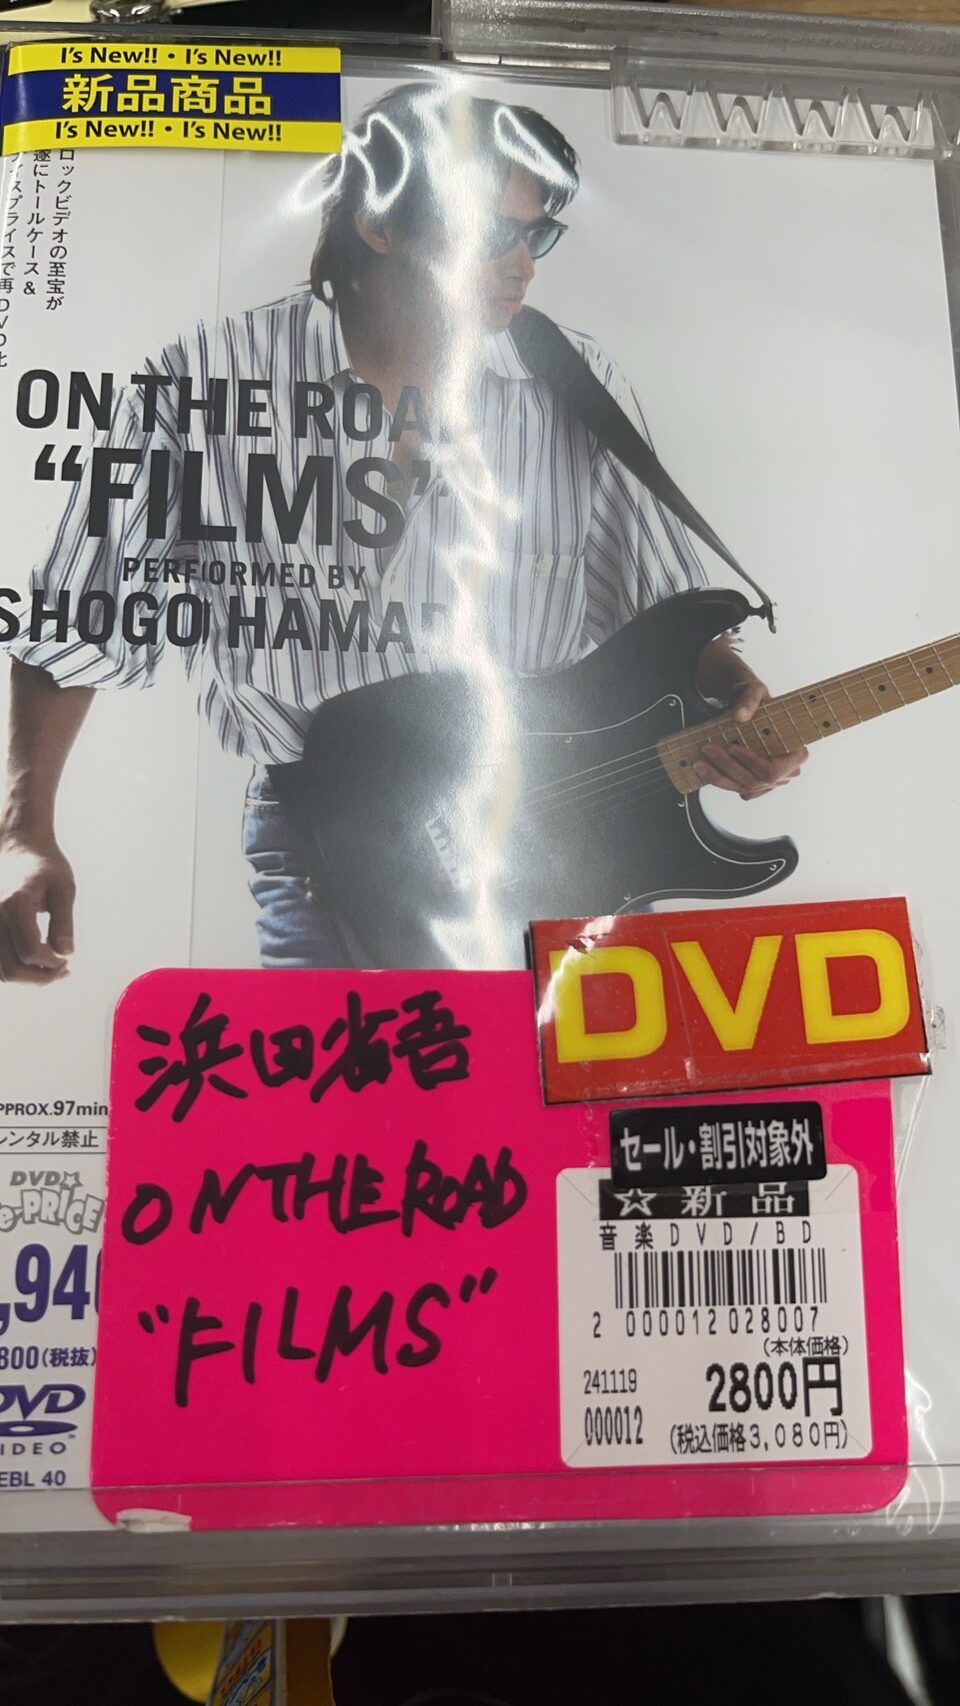 I's New!!・I's New!!
新品商品
I's New!!・I's New!!
ロックビデオの至宝が
遂にトールケース&
イスプライスで再DVD化
ON THE ROA
“FILMS”
PERFORMED BY
SHOGO HAMADA
DVD
浜田省吾
ON THE ROAD
“FILMS”
セール・割引対象外
☆新品
音楽DVD/BD
2 000012 028007
(本体価格)
241119
2800円
000012
(税込価格3,080円)
PPROX.97min
レンタル禁止
DVD
e-PRICE
,94
800(税抜)
DVD
VIDEO
EBL 40